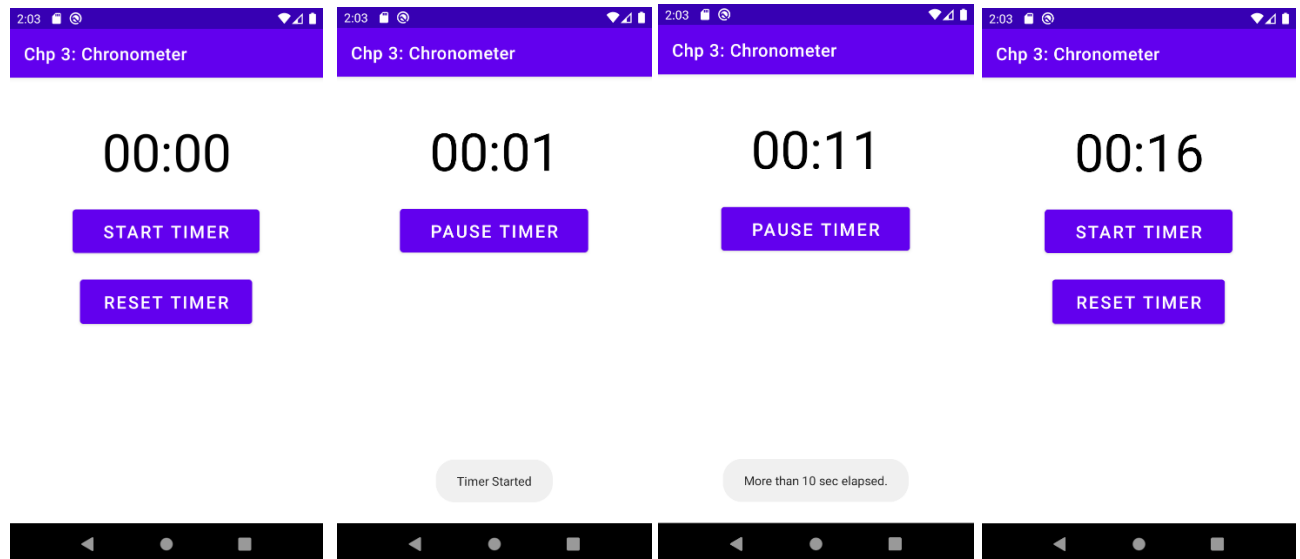 2:03
Chp 3: Chronometer
00:00
START TIMER
RESET TIMER
2:03
Chp 3: Chronometer
00:01
PAUSE TIMER
Timer Started
2:03
Chp 3: Chronometer
00:11
PAUSE TIMER
More than 10 sec elapsed.
2:03
Chp 3: Chronometer
00:16
START TIMER
RESET TIMER